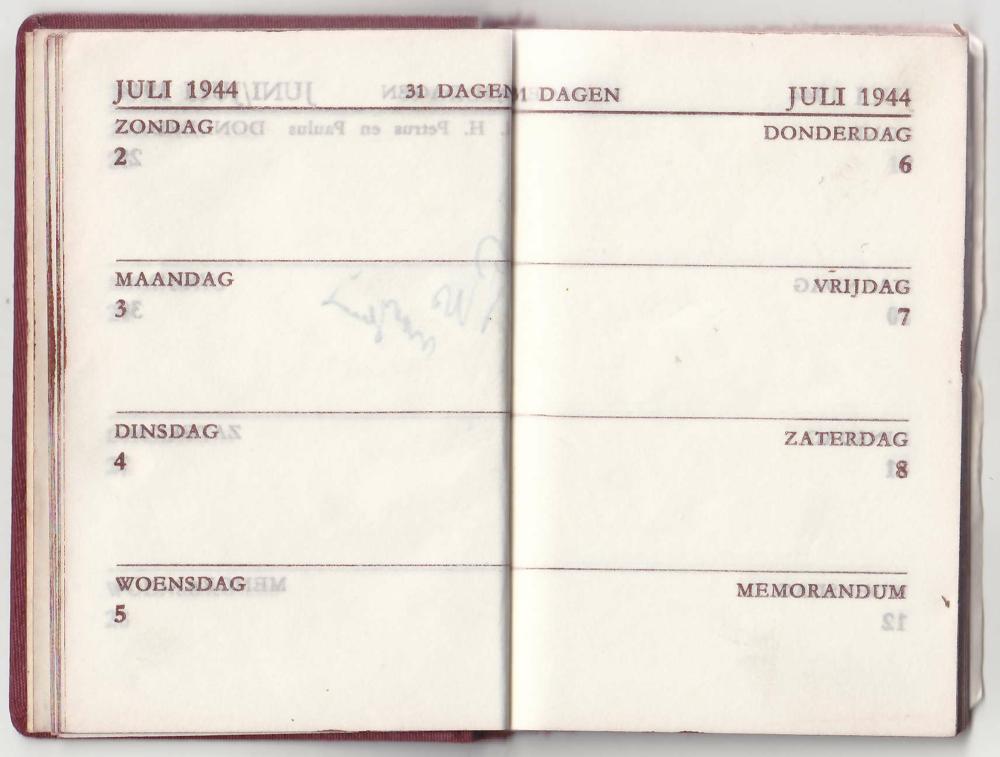 JULI 1944 31 DAGEN
ZONDAG
2
MAANDAG
3
DINSDAG
4
WOENSDAG
5
1 DAGEN JULI 1944
DONDERDAG
6
VRIJDAG
7
ZATERDAG
8
MEMORANDUM